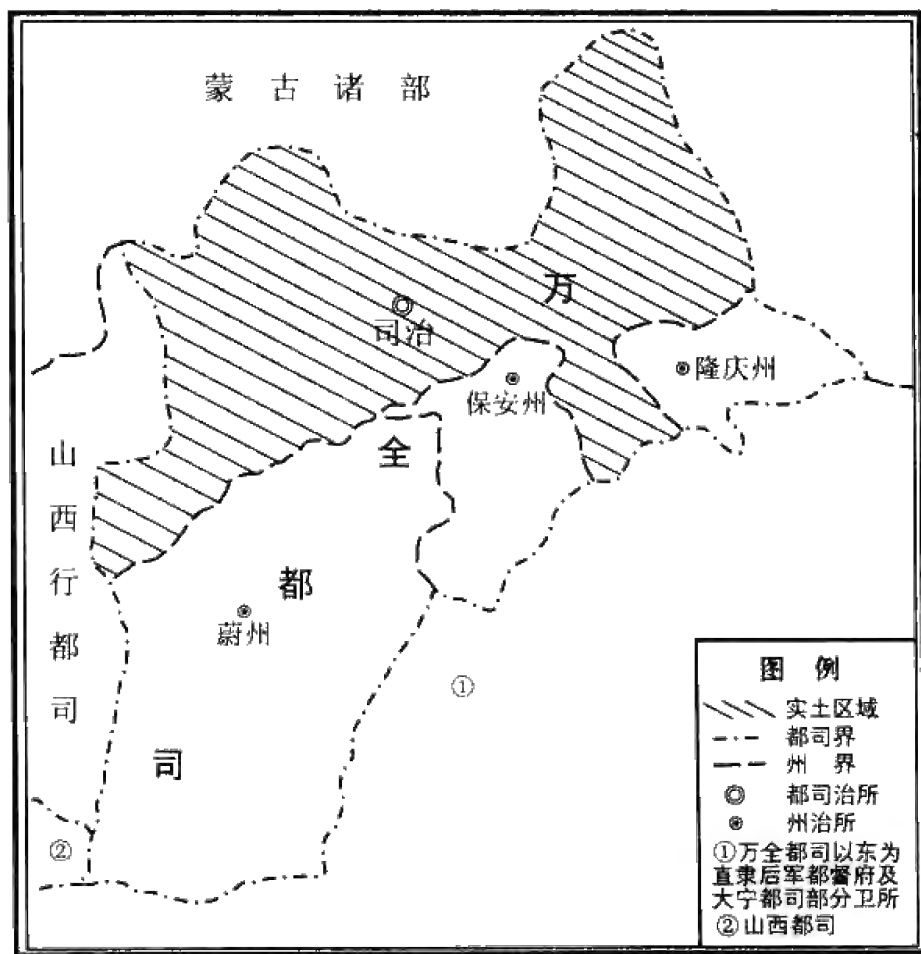 蒙古诸部
万
司治
隆庆州
保安州
全
山西行都司
都
蔚州
①
司
②
图例
实土区域
都司界
州界
都司治所
州治所
①万全都司以东为
直隶后军都督府及
大宁都司部分卫所
②山西都司